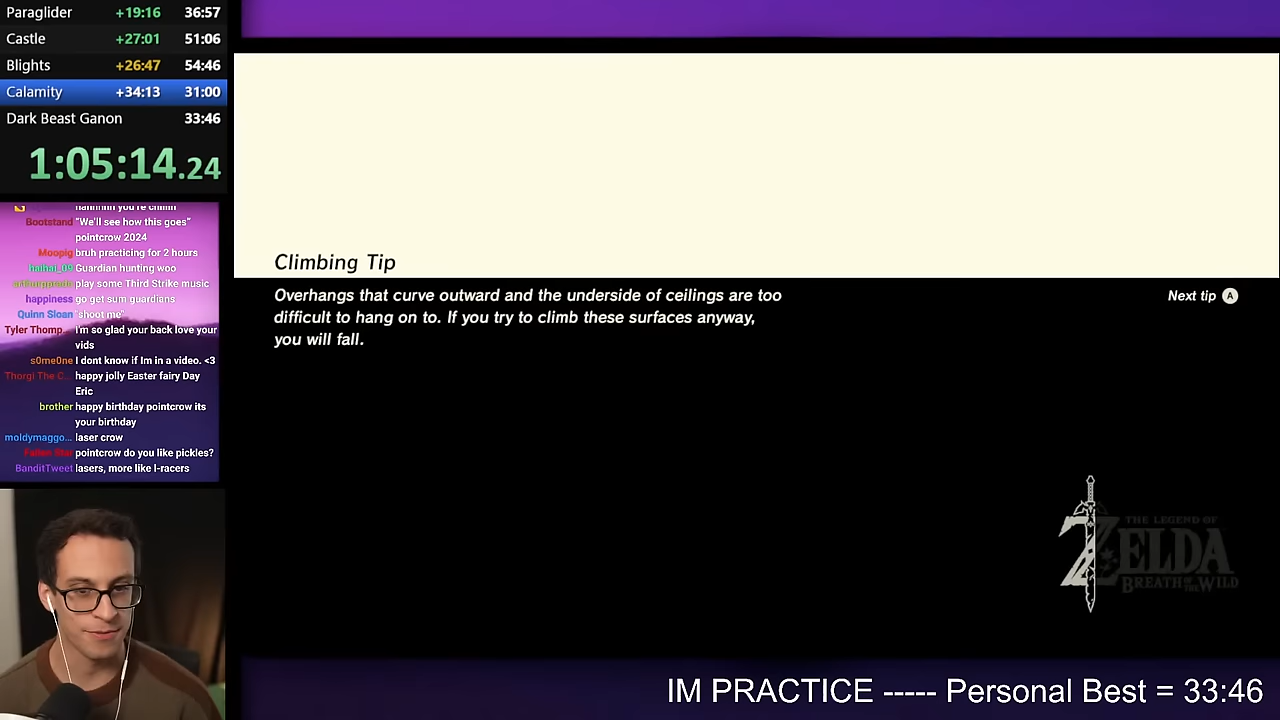 Paraglider +19:16 36:57
Castle +27:01 51:06
Blights +26:47 54:46
Calamity +34:13 31:00
Dark Beast Ganon 33:46
1:05:14.24
Bootstand "We'll see how this goes"
pointcrow 2024
Moopig bruh practicing for 2 hours
Guardian hunting woo
play some Third Strike music
happiness go get sum guardians
Quinn Sloan "shoot me"
Tyler Thomp... I'm so glad your back love your
vids
s0me0ne I dont know if Im in a video. <3
Thorgi The C... happy jolly Easter fairy Day
Eric
brother happy birthday pointcrow its
your birthday
moldymaggo... laser crow
Fallen Star pointcrow do you like pickles?
BanditTweet lasers, more like l-racers
Climbing Tip
Overhangs that curve outward and the underside of ceilings are too
difficult to hang on to. If you try to climb these surfaces anyway,
you will fall.
Next tip A
THE LEGEND OF
ZELDA
BREATH OF THE WILD
IM PRACTICE ----- Personal Best = 33:46